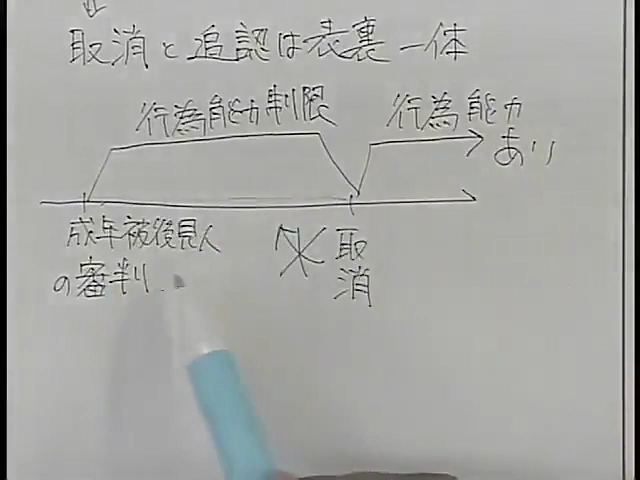 取消と追認は表裏一体
行為能力制限
行為能力
あり
成年被後見人
の審判
取
消